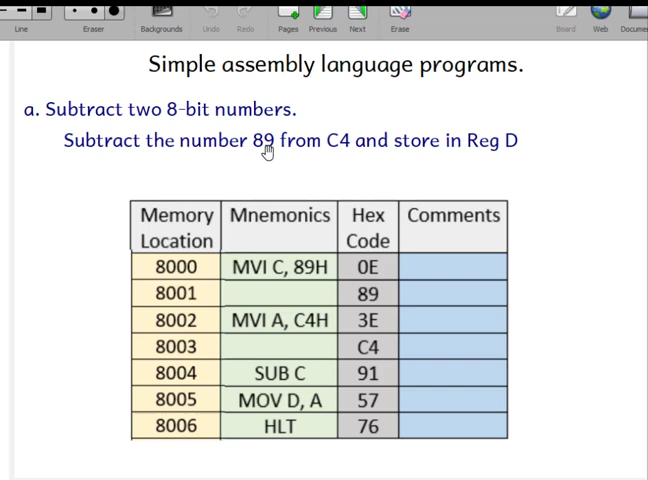 Line Eraser Backgrounds Undo Redo Pages Previous Next Erase Board Web Documen
Simple assembly language programs.
a. Subtract two 8-bit numbers.
Subtract the number 89 from C4 and store in Reg D
Memory Location Mnemonics Hex Code Comments
8000 MVI C, 89H 0E
8001 89
8002 MVI A, C4H 3E
8003 C4
8004 SUB C 91
8005 MOV D, A 57
8006 HLT 76